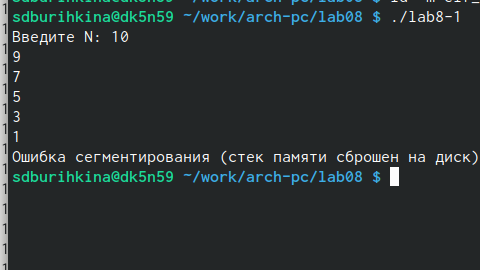 sdburihkina@dk5n59 ~/work/arch-pc/lab08 $ ./lab8-1
Введите N: 10
9
7
5
3
1
Ошибка сегментирования (стек памяти сброшен на диск)
sdburihkina@dk5n59 ~/work/arch-pc/lab08 $